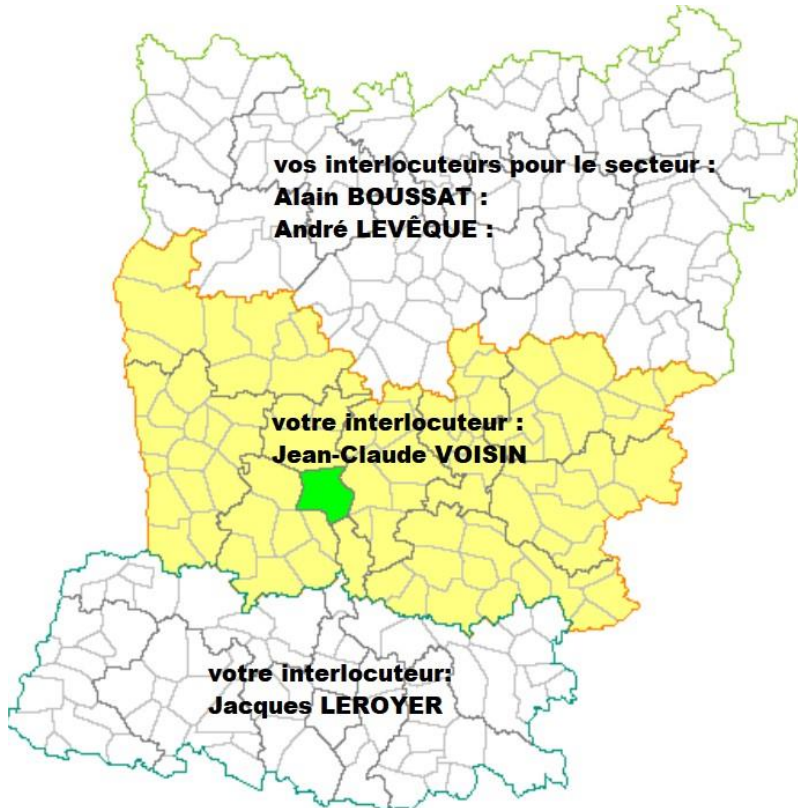 vos interlocuteurs pour le secteur :
Alain BOUSSAT :
André LEVÊQUE :
votre interlocuteur :
Jean-Claude VOISIN
votre interlocuteur:
Jacques LEROYER